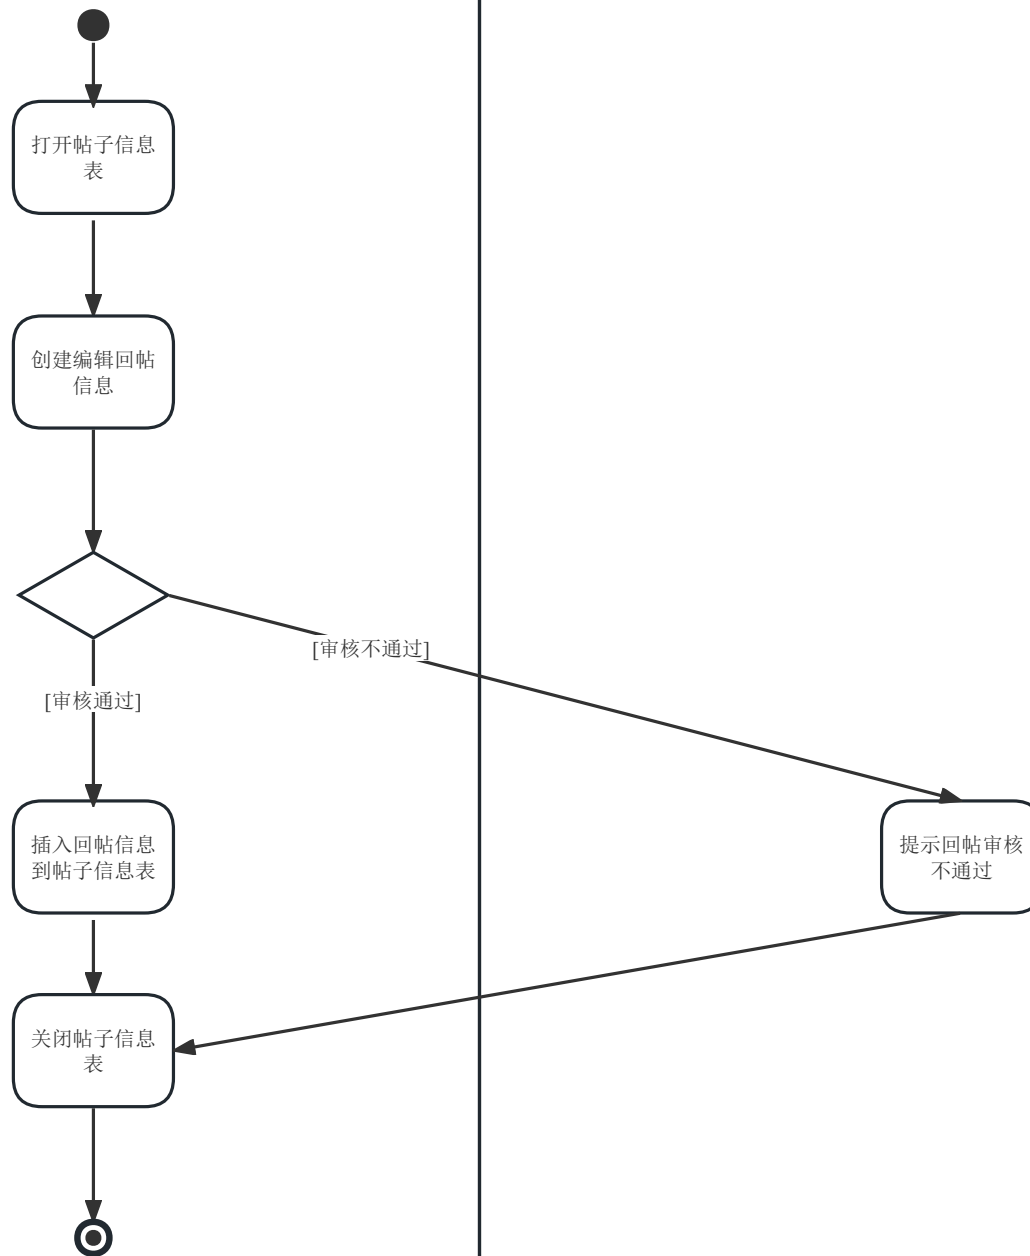 打开帖子信息
表
创建编辑回帖
信息
[审核不通过]
[审核通过]
插入回帖信息
到帖子信息表
提示回帖审核
不通过
关闭帖子信息
表